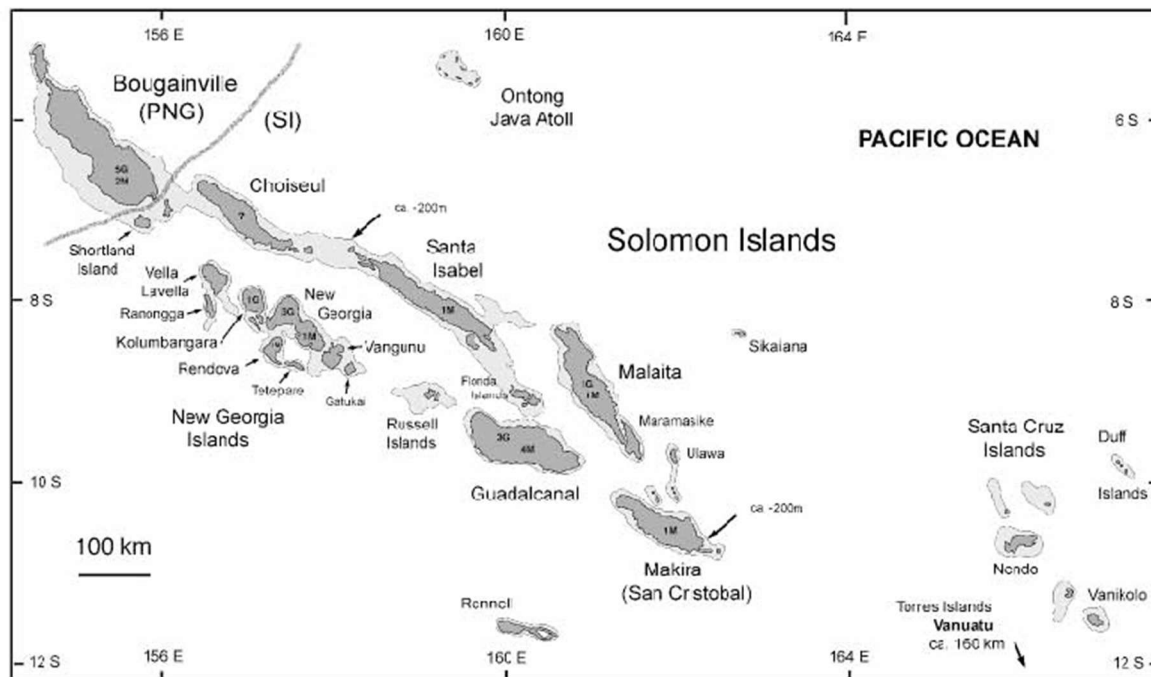 156 E
160 E
164 E
Bougainville
(PNG)
(SI)
Ontong
Java Atoll
6 S
PACIFIC OCEAN
5G
2M
Choiseul
?
ca. -200m
Shortland
Island
Santa
Isabel
Solomon Islands
Vella
Lavella
8 S
8 S
Ranongga
1G
3G
New
Georgia
1M
1M
Kolumbangara
Vangunu
Sikaiana
Rendova
Tetepare
Gatukai
Florida
Islands
Malaita
1G
1M
New Georgia
Islands
Russell
Islands
Maramasike
3G
4M
Ulawa
Santa Cruz
Islands
Duff
Islands
10 S
10 S
Guadalcanal
ca. -200m
100 km
1M
Makira
(San Cristobal)
Nendo
Rennell
Vanikolo
Torres Islands
Vanuatu
ca. 160 km
12 S
156 E
160 E
164 E
12 S